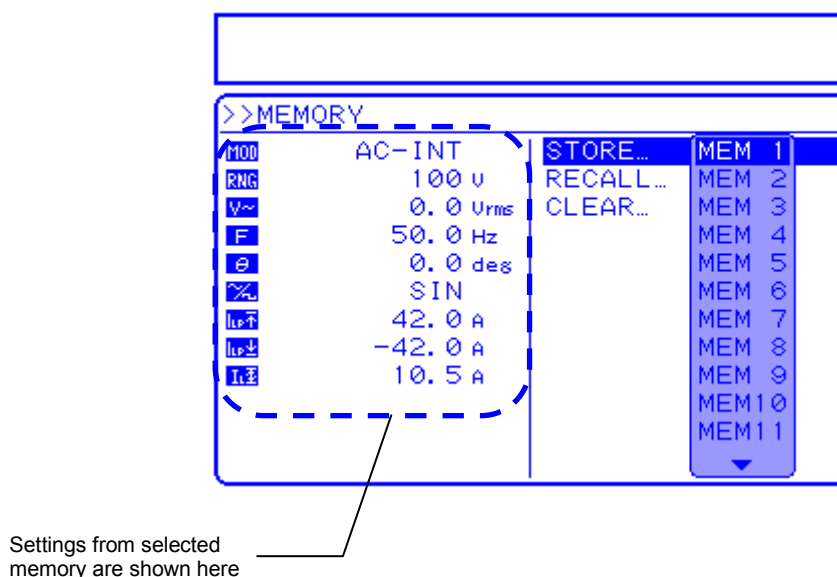 >>MEMORY
MOD AC-INT
RNG 100 V
V~ 0.0 Vrms
F 50.0 Hz
θ 0.0 deg
SIN
42.0 A
-42.0 A
10.5 A
STORE…
RECALL…
CLEAR…
MEM 1
MEM 2
MEM 3
MEM 4
MEM 5
MEM 6
MEM 7
MEM 8
MEM 9
MEM10
MEM11
Settings from selected
memory are shown here